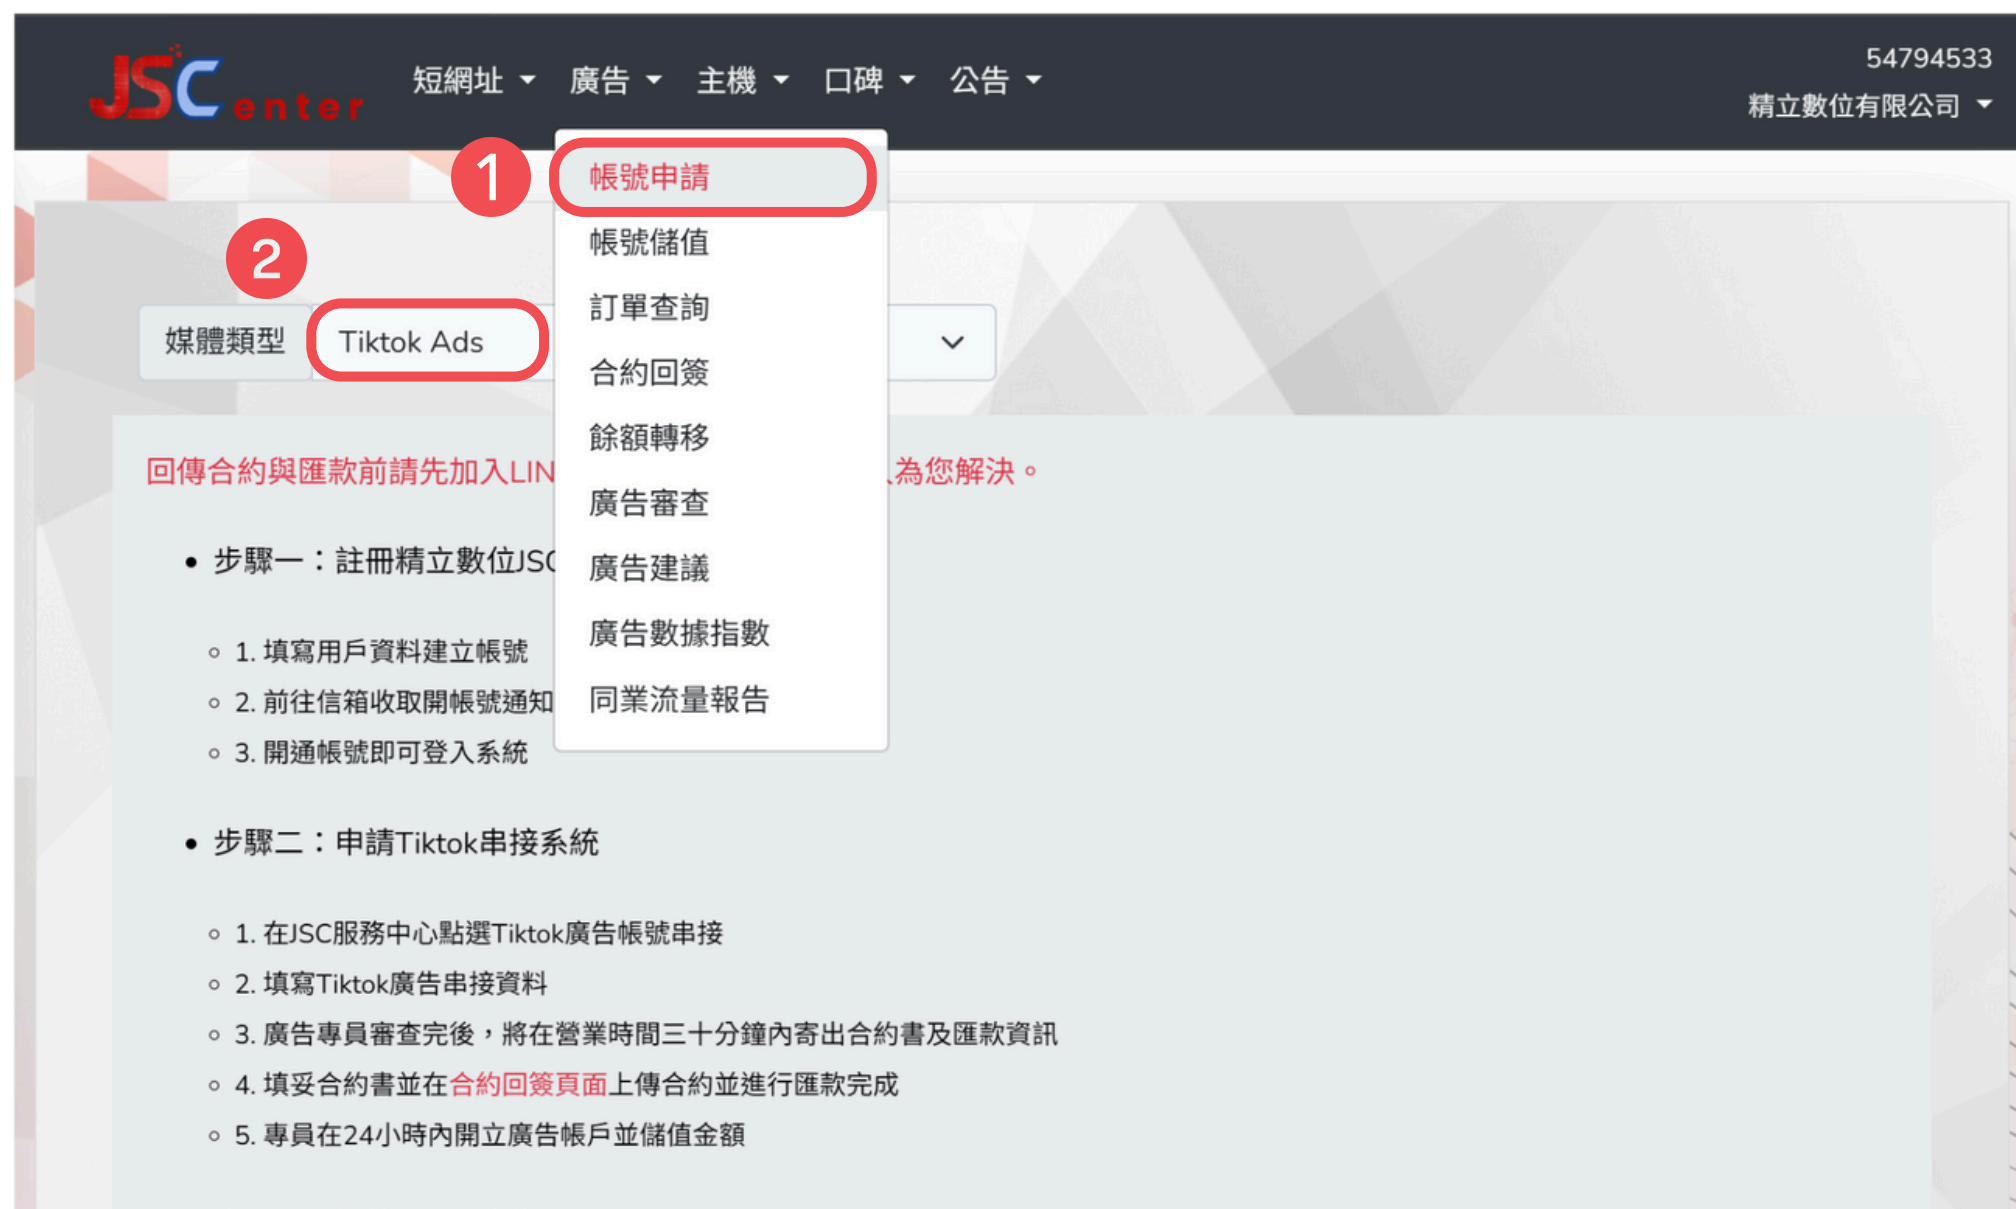 JSCenter
短網址 廣告 主機 口碑 公告
54794533
精立數位有限公司
1
帳號申請
帳號儲值
訂單查詢
合約回簽
餘額轉移
廣告審查
廣告建議
廣告數據指數
同業流量報告
2
媒體類型 Tiktok Ads
回傳合約與匯款前請先加入LIN
為您解決。
步驟一：註冊精立數位JSC
1. 填寫用戶資料建立帳號
2. 前往信箱收取開帳號通知
3. 開通帳號即可登入系統
步驟二：申請Tiktok串接系統
1. 在JSC服務中心點選Tiktok廣告帳號串接
2. 填寫Tiktok廣告串接資料
3. 廣告專員審查完後，將在營業時間三十分鐘內寄出合約書及匯款資訊
4. 填妥合約書並在合約回簽頁面上傳合約並進行匯款完成
5. 專員在24小時內開立廣告帳戶並儲值金額